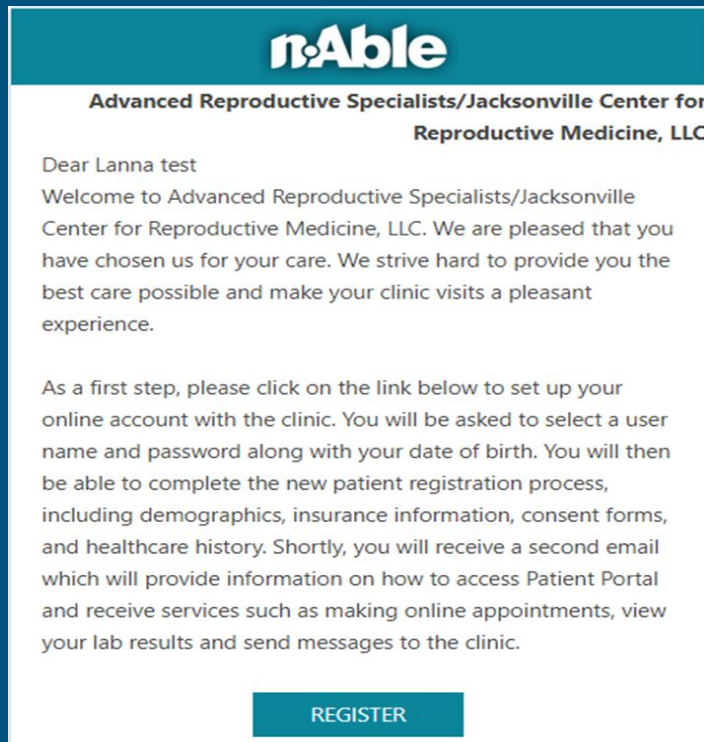 nAble
Advanced Reproductive Specialists/Jacksonville Center for
Reproductive Medicine, LLC
Dear Lanna test
Welcome to Advanced Reproductive Specialists/Jacksonville
Center for Reproductive Medicine, LLC. We are pleased that you
have chosen us for your care. We strive hard to provide you the
best care possible and make your clinic visits a pleasant
experience.
As a first step, please click on the link below to set up your
online account with the clinic. You will be asked to select a user
name and password along with your date of birth. You will then
be able to complete the new patient registration process,
including demographics, insurance information, consent forms,
and healthcare history. Shortly, you will receive a second email
which will provide information on how to access Patient Portal
and receive services such as making online appointments, view
your lab results and send messages to the clinic.
REGISTER